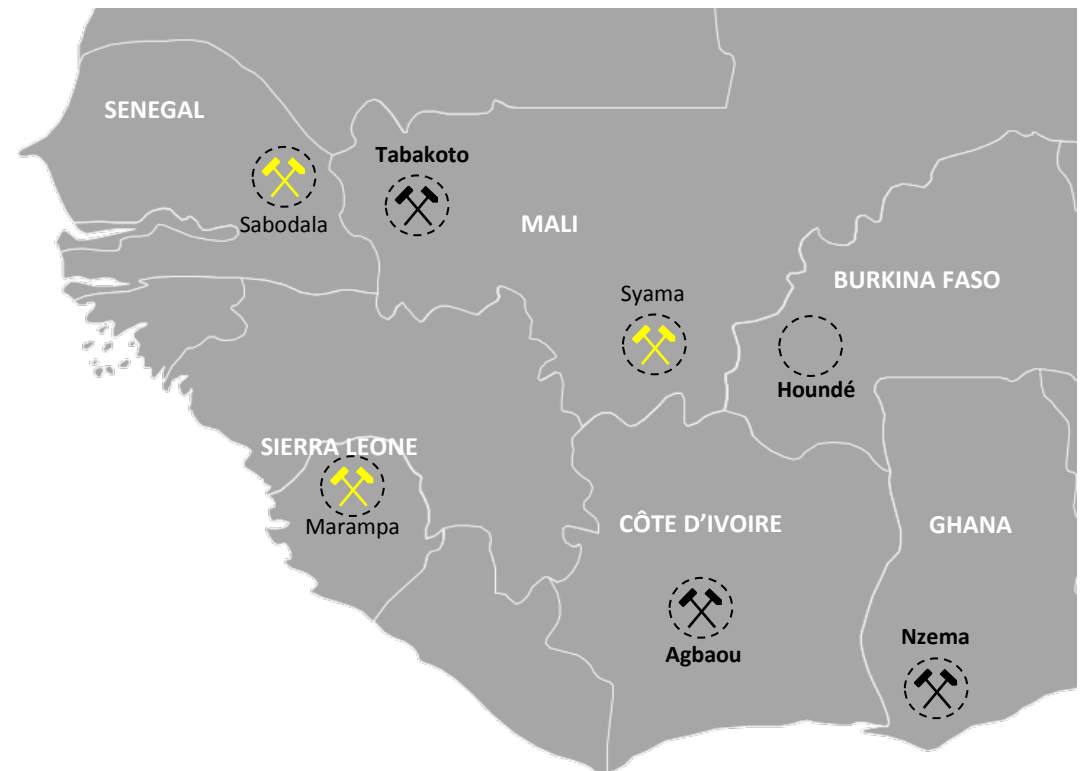 SENEGAL
Tabakoto
Sabodala
MALI
BURKINA FASO
Syama
Houndé
SIERRA LEONE
Marampa
CÔTE D’IVOIRE
GHANA
Nzema
Agbaou